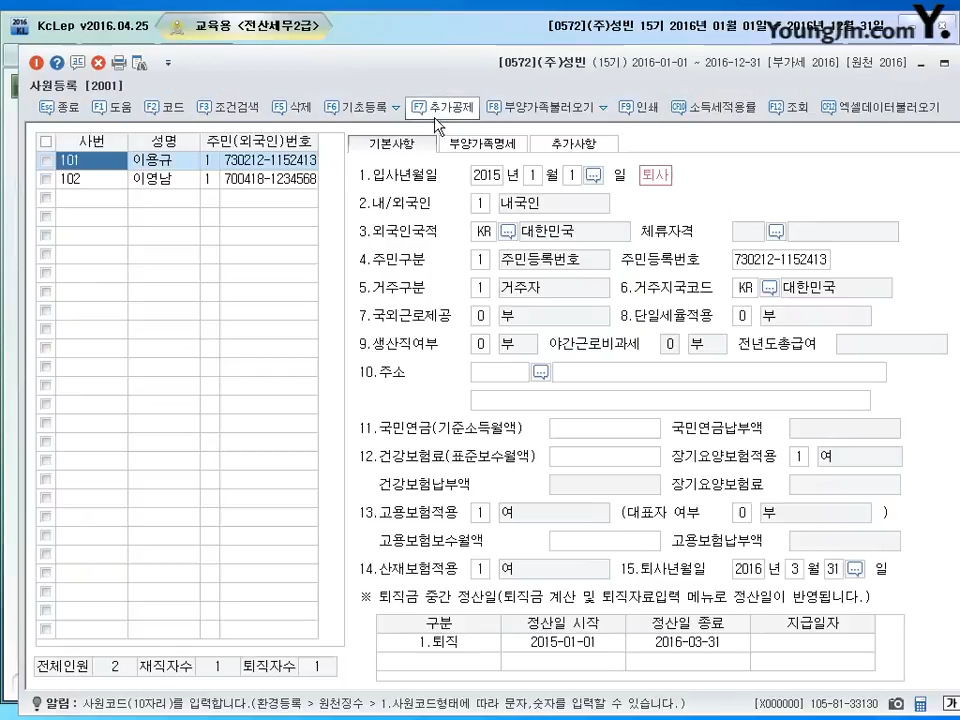 KcLep v2016.04.25 교육용 <전산세무2급> [0572](주)성빈 15기 2016년 01월 01일~ 2016년 12월 31일
YoungJin.com Y.
[0572](주)성빈 (15기) 2016-01-01 ~ 2016-12-31 [부가세 2016] [원천 2016]
사원등록 [2001]
Esc 종료 F1 도움 F2 코드 F3 조건검색 F5 삭제 F6 기초등록 F7 추가공제 F8 부양가족불러오기 F9 인쇄 CF10 소득세적용률 F12 조회 CF12 엑셀데이터불러오기
사번 성명 주민(외국인)번호
101 이용규 1 730212-1152413
102 이영남 1 700418-1234568
전체인원 2 재직자수 1 퇴직자수 1
기본사항 부양가족명세 추가사항
1.입사년월일 2015 년 1 월 1 일 퇴사
2.내/외국인 1 내국인
3.외국인국적 KR 대한민국 체류자격
4.주민구분 1 주민등록번호 주민등록번호 730212-1152413
5.거주구분 1 거주자 6.거주지국코드 KR 대한민국
7.국외근로제공 0 부 8.단일세율적용 0 부
9.생산직여부 0 부 야간근로비과세 0 부 전년도총급여
10.주소
11.국민연금(기준소득월액) 국민연금납부액
12.건강보험료(표준보수월액) 장기요양보험적용 1 여
건강보험납부액 장기요양보험료
13.고용보험적용 1 여 (대표자 여부 0 부 )
고용보험보수월액 고용보험납부액
14.산재보험적용 1 여 15.퇴사년월일 2016 년 3 월 31 일
※ 퇴직금 중간 정산일(퇴직금 계산 및 퇴직자료입력 메뉴로 정산일이 반영됩니다.)
구분 정산일 시작 정산일 종료 지급일자
1.퇴직 2015-01-01 2016-03-31
알림 : 사원코드(10자리)를 입력합니다.(환경등록 > 원천징수 > 1.사원코드형태에 따라 문자,숫자를 입력할 수 있습니다.) [X000000] 105-81-33130 가